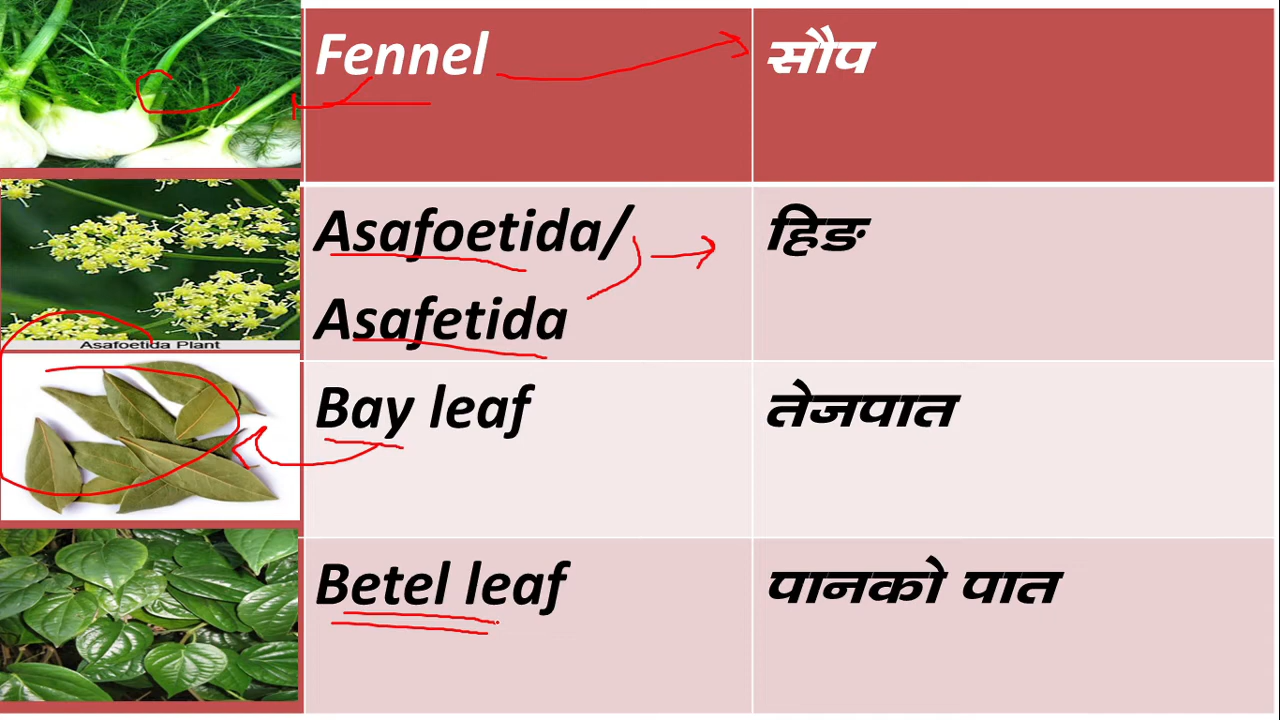 Fennel
सौप
Asafoetida/
Asafetida
हिङ
Asafoetida Plant
Bay leaf
तेजपात
Betel leaf
पानको पात